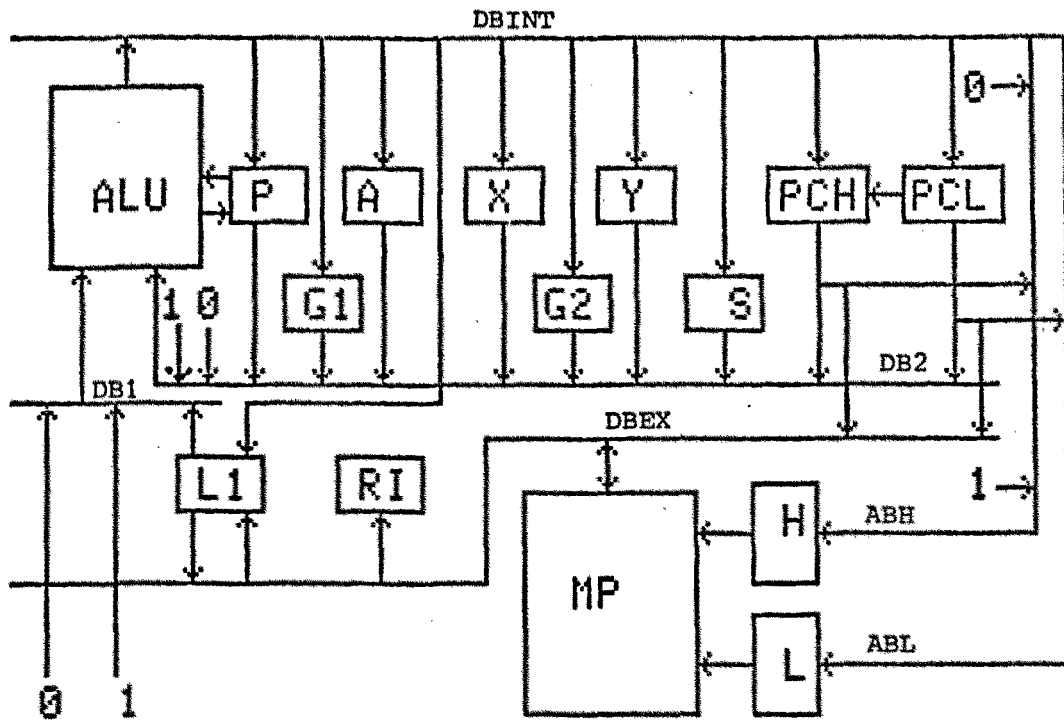 DBINT
0
ALU
P
A
X
Y
PCH
PCL
G1
G2
S
1 0
DB2
DB1
DBEX
L1
RI
1
H
ABH
MP
L
ABL
0 1